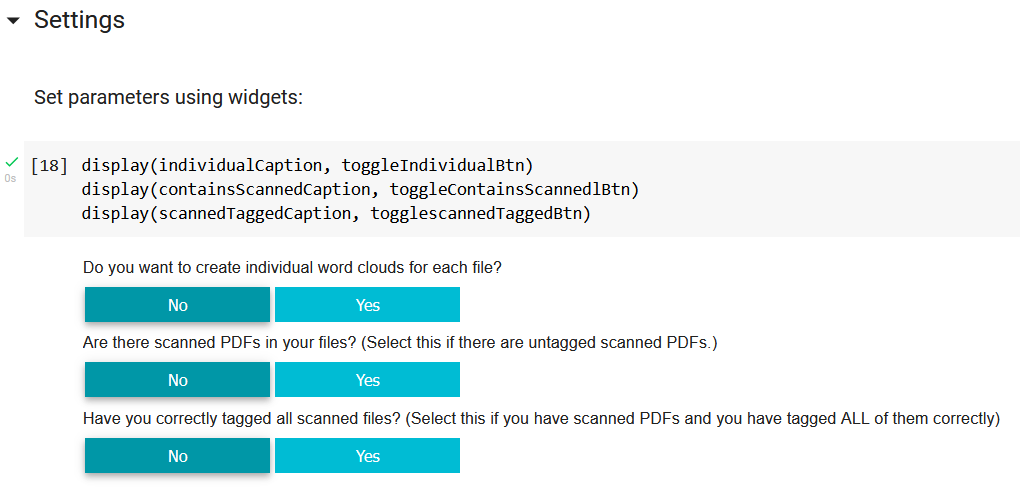 Settings
Set parameters using widgets:
[18] display(individualCaption, toggleIndividualBtn)
0s display(containsScannedCaption, toggleContainsScannedlBtn)
display(scannedTaggedCaption, togglescannedTaggedBtn)
Do you want to create individual word clouds for each file?
No Yes
Are there scanned PDFs in your files? (Select this if there are untagged scanned PDFs.)
No Yes
Have you correctly tagged all scanned files? (Select this if you have scanned PDFs and you have tagged ALL of them correctly)
No Yes